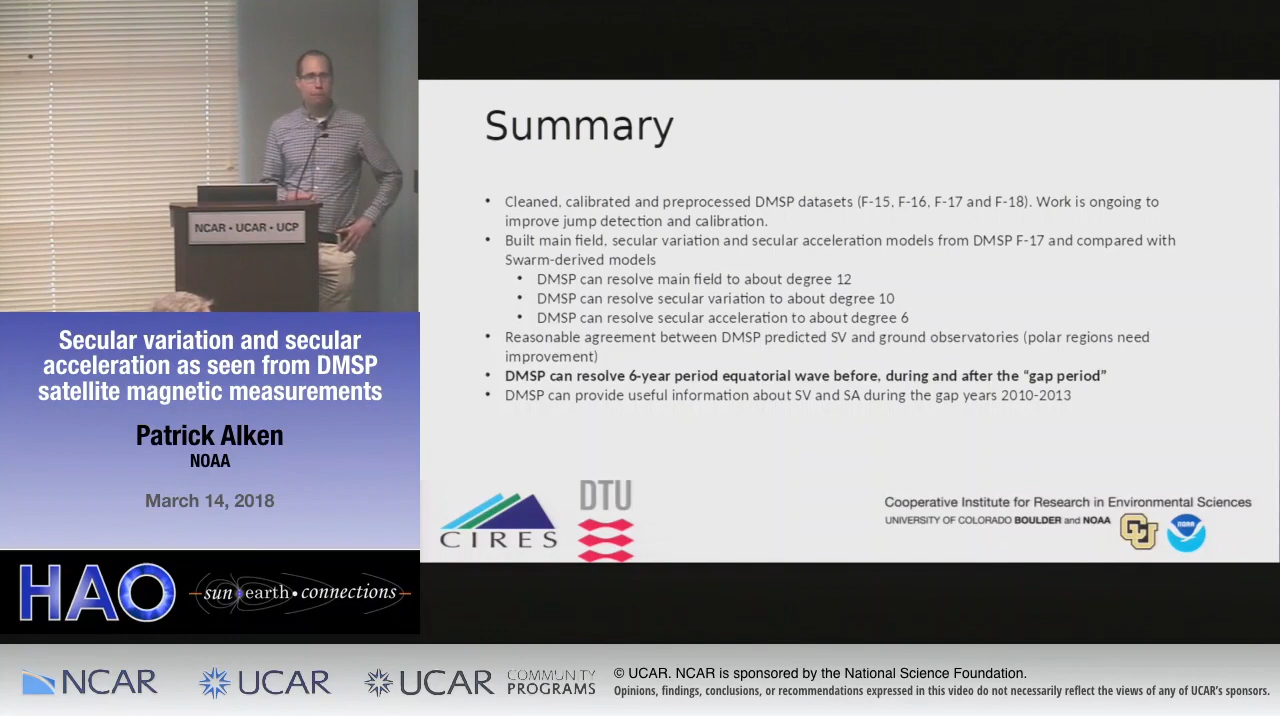 NCAR • UCAR • UCP
Secular variation and secular
acceleration as seen from DMSP
satellite magnetic measurements
Patrick Alken
NOAA
March 14, 2018
HAO
sun earth • connections
Summary
• Cleaned, calibrated and preprocessed DMSP datasets (F-15, F-16, F-17 and F-18). Work is ongoing to
improve jump detection and calibration.
• Built main field, secular variation and secular acceleration models from DMSP F-17 and compared with
Swarm-derived models
• DMSP can resolve main field to about degree 12
• DMSP can resolve secular variation to about degree 10
• DMSP can resolve secular acceleration to about degree 6
• Reasonable agreement between DMSP predicted SV and ground observatories (polar regions need
improvement)
• DMSP can resolve 6-year period equatorial wave before, during and after the “gap period”
• DMSP can provide useful information about SV and SA during the gap years 2010-2013
CIRES
DTU
Cooperative Institute for Research in Environmental Sciences
UNIVERSITY OF COLORADO BOULDER and NOAA
CU
NOAA
NCAR
UCAR
UCAR
COMMUNITY
PROGRAMS
© UCAR. NCAR is sponsored by the National Science Foundation.
Opinions, findings, conclusions, or recommendations expressed in this video do not necessarily reflect the views of any of UCAR's sponsors.